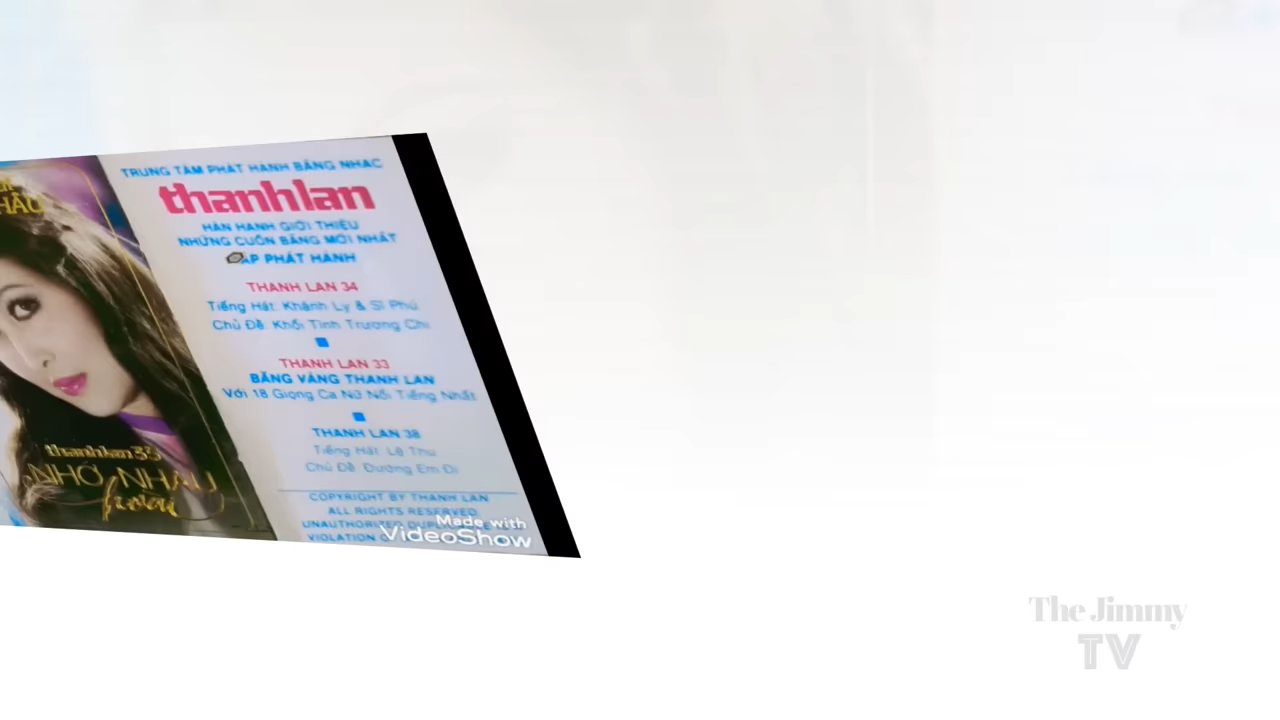 HÂU
thanhlan 35
NHỚ NHAU
hoài
TRUNG TÂM PHÁT HÀNH BĂNG NHẠC
thanhlan
HÂN HẠNH GIỚI THIỆU
NHỮNG CUỐN BĂNG MỚI NHẤT
PHÁT HÀNH
THANH LAN 34
Tiếng Hát: Khánh Ly & Sĩ Phú
Chủ Đề: Khối Tình Trương Chi
THANH LAN 33
BĂNG VÀNG THANH LAN
Với 18 Giọng Ca Nữ Nổi Tiếng Nhất
THANH LAN 38
Tiếng Hát: Lệ Thu
Chủ Đề: Đường Em Đi
COPYRIGHT BY THANH LAN
ALL RIGHTS RESERVED
UNAUTHORIZED
VIOLATION
Made with
VideoShow
The Jimmy
TV